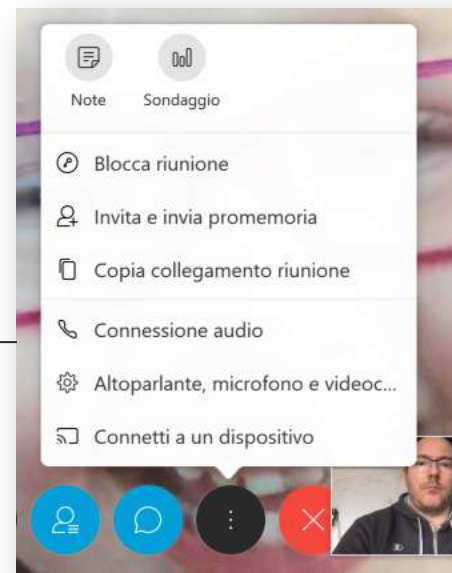 Note Sondaggio
Blocca riunione
Invita e invia promemoria
Copia collegamento riunione
Connessione audio
Altoparlante, microfono e videoc...
Connetti a un dispositivo